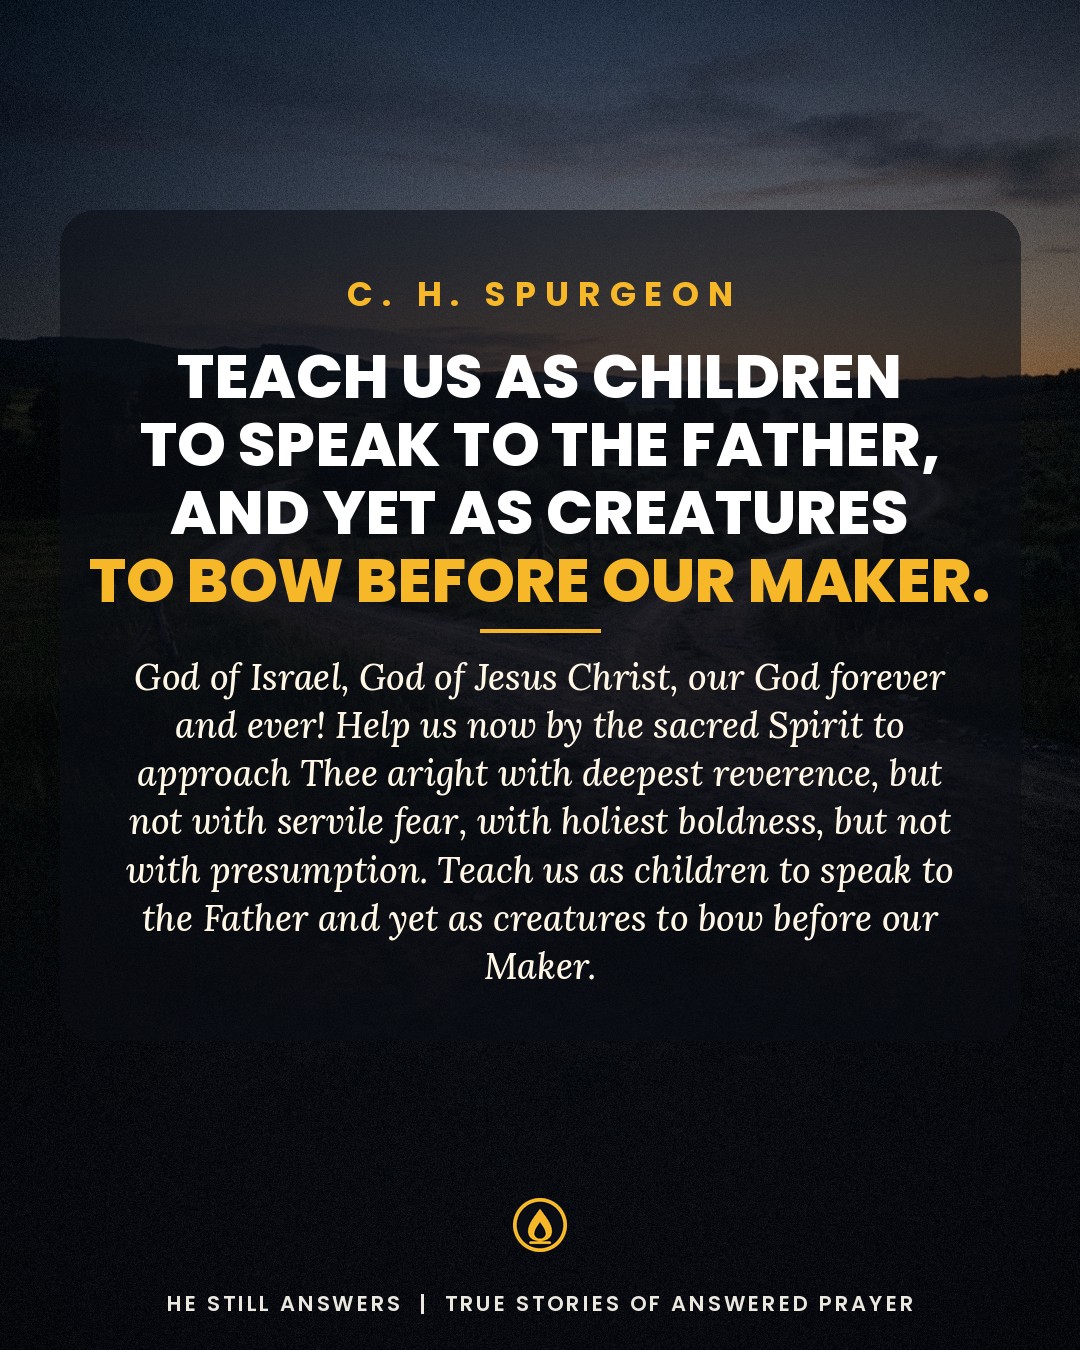 C. H. SPURGEON
TEACH US AS CHILDREN
TO SPEAK TO THE FATHER,
AND YET AS CREATURES
TO BOW BEFORE OUR MAKER.
God of Israel, God of Jesus Christ, our God forever
and ever! Help us now by the sacred Spirit to
approach Thee aright with deepest reverence, but
not with servile fear, with holiest boldness, but not
with presumption. Teach us as children to speak to
the Father and yet as creatures to bow before our
Maker.
HE STILL ANSWERS | TRUE STORIES OF ANSWERED PRAYER